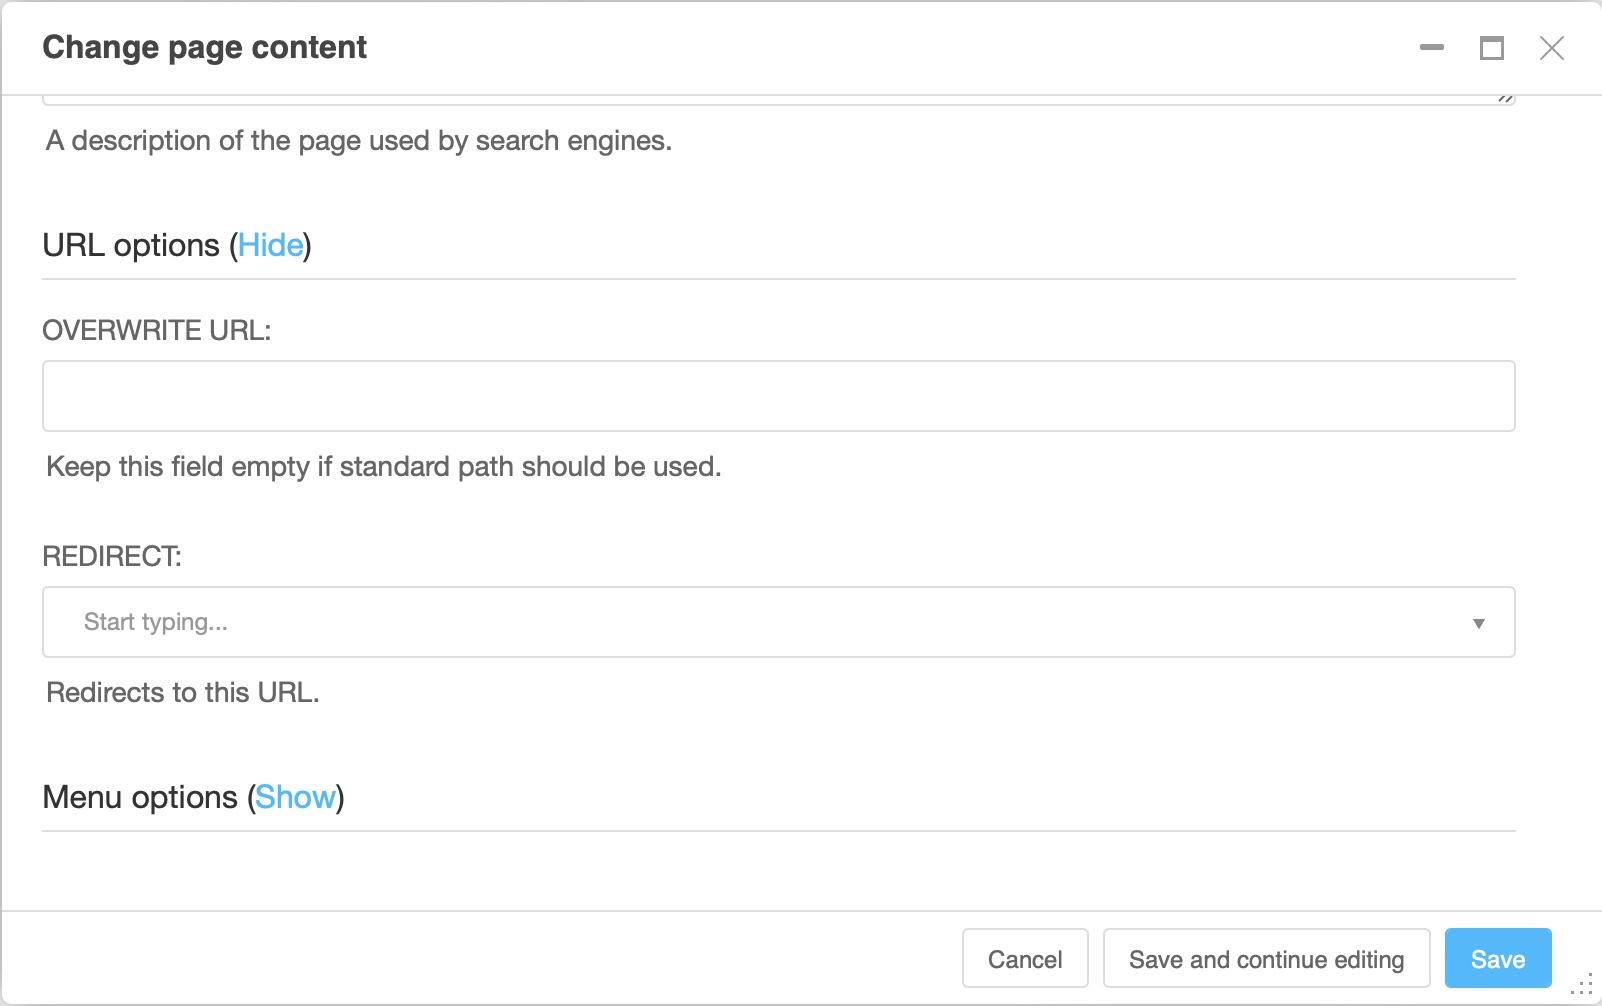 Change page content
A description of the page used by search engines.
URL options (Hide)
OVERWRITE URL:
Keep this field empty if standard path should be used.
REDIRECT:
Start typing...
Redirects to this URL.
Menu options (Show)
Cancel
Save and continue editing
Save